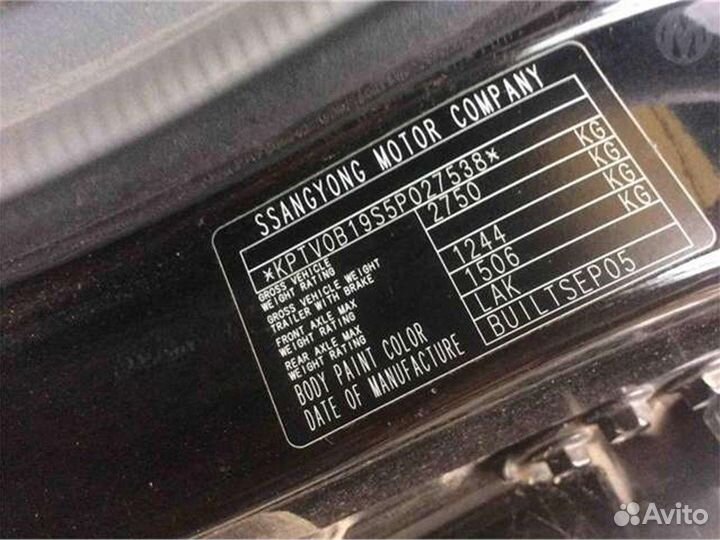 SSANGYONG MOTOR COMPANY
*KPTV0B19S5P027538*
GROSS VEHICLE
WEIGHT RATING 2750 KG
GROSS VEHICLE WEIGHT
TRAILER WITH BRAKE KG
FRONT AXLE MAX
WEIGHT RATING 1244 KG
REAR AXLE MAX
WEIGHT RATING 1506 KG
BODY PAINT COLOR LAK
DATE OF MANUFACTURE BUILTSEP05
M
Avito